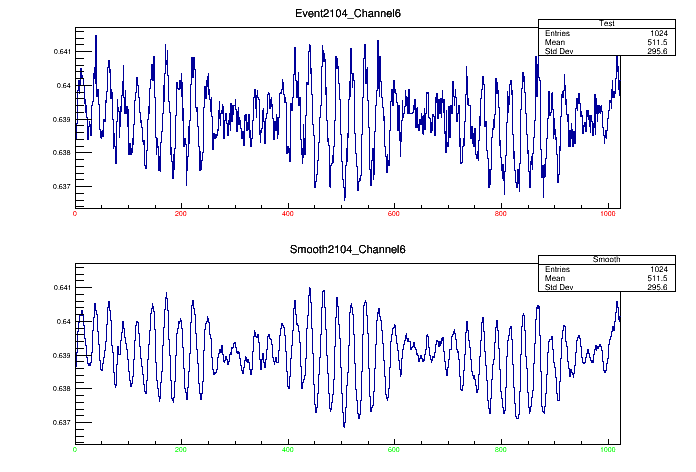 Event2104_Channel6
Test
Entries 1024
Mean 511.5
Std Dev 295.6
0.641
0.64
0.639
0.638
0.637
0 200 400 600 800 1000
Smooth2104_Channel6
Smooth
Entries 1024
Mean 511.5
Std Dev 295.6
0.641
0.64
0.639
0.638
0.637
0 200 400 600 800 1000